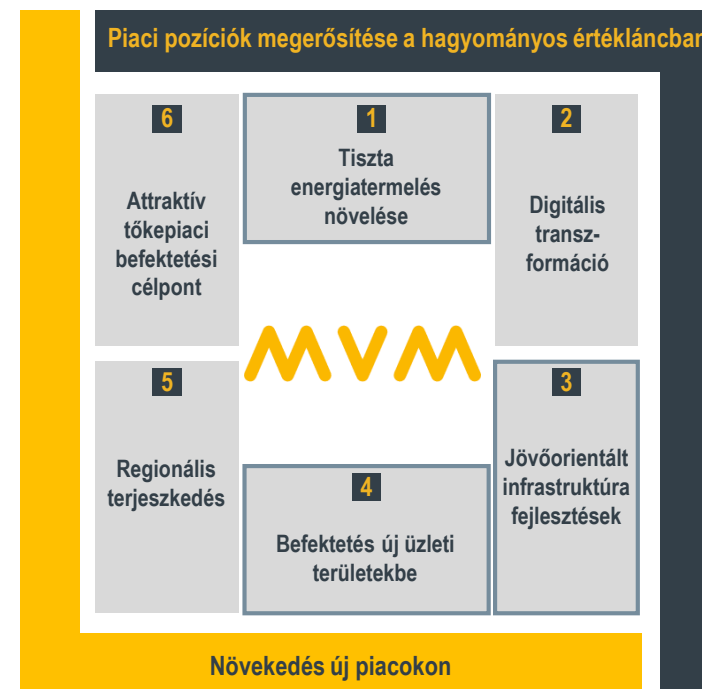 Piaci pozíciók megerősítése a hagyományos értékláncban
6
Attraktív
tőkepiaci
befektetési
célpont
1
Tiszta
energiatermelés
növelése
2
Digitális
transz-
formáció
MVM
5
Regionális
terjeszkedés
4
Befektetés új üzleti
területekbe
3
Jövőorientált
infrastruktúra
fejlesztések
Növekedés új piacokon